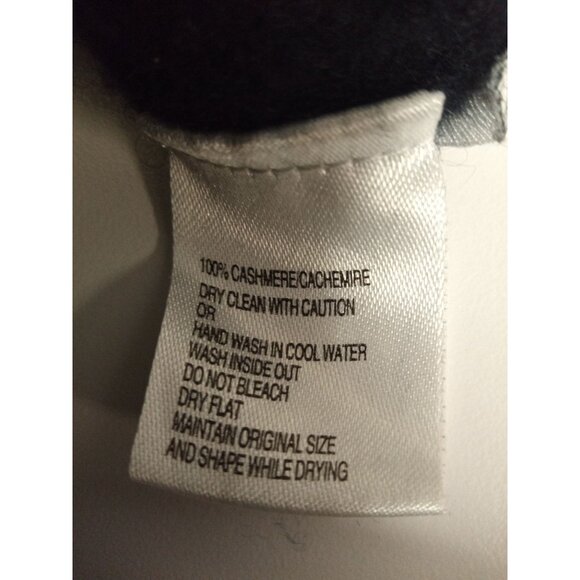 100% CASHMERE/CACHEMIRE
DRY CLEAN WITH CAUTION
OR
HAND WASH IN COOL WATER
WASH INSIDE OUT
DO NOT BLEACH
DRY FLAT
MAINTAIN ORIGINAL SIZE
AND SHAPE WHILE DRYING